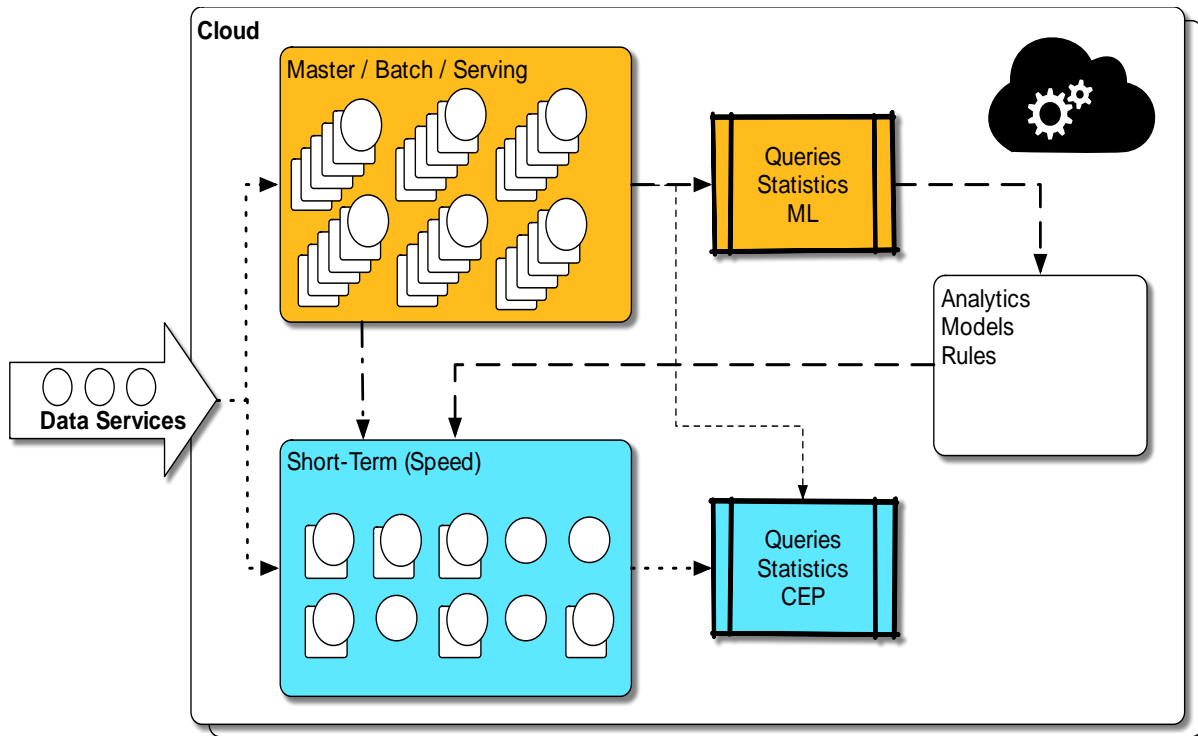 Cloud
Master / Batch / Serving
Queries
Statistics
ML
Analytics
Models
Rules
Data Services
Short-Term (Speed)
Queries
Statistics
CEP